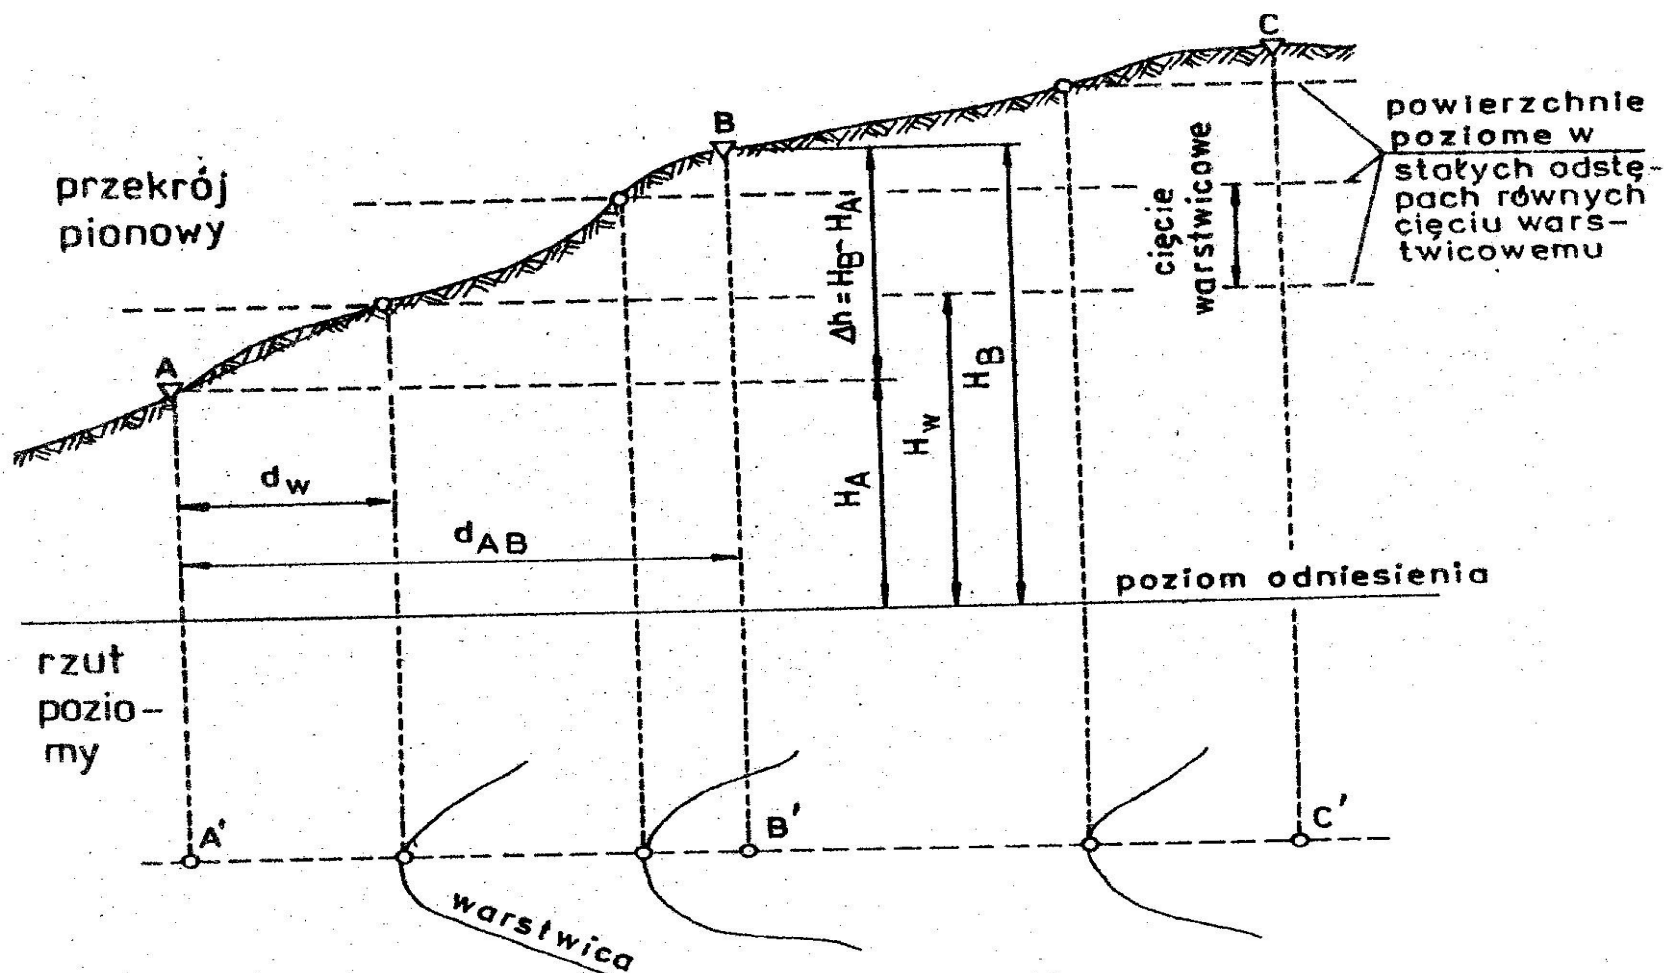 C
powierzchnie
poziome w
stałych odstę-
pach równych
cięciu wars-
twicowemu
B
przekrój
pionowy
cięcie
warstwicowe
Δh=HB-HA
A
HB
Hw
HA
dw
dAB
poziom odniesienia
rzut
pozio-
my
A'
B'
C'
warstwica